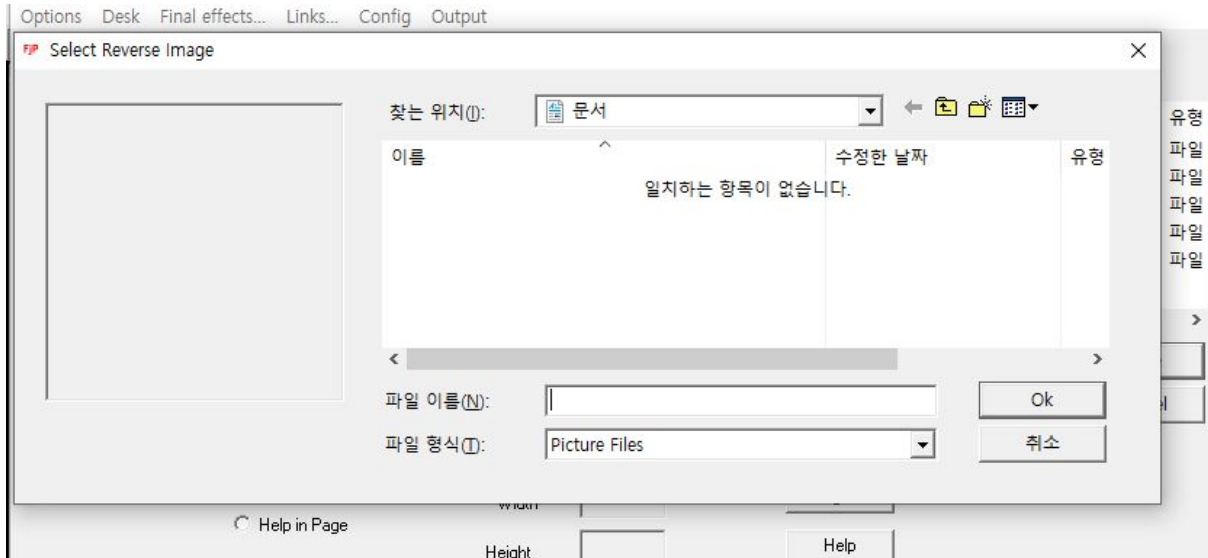 Options Desk Final effects... Links... Config Output
FJP Select Reverse Image
찾는 위치(I): 문서
이름 수정한 날짜 유형
일치하는 항목이 없습니다.
유형
파일
파일
파일
파일
파일
파일 이름(N): Ok
파일 형식(T): Picture Files 취소
Help in Page
Width
Height
Help